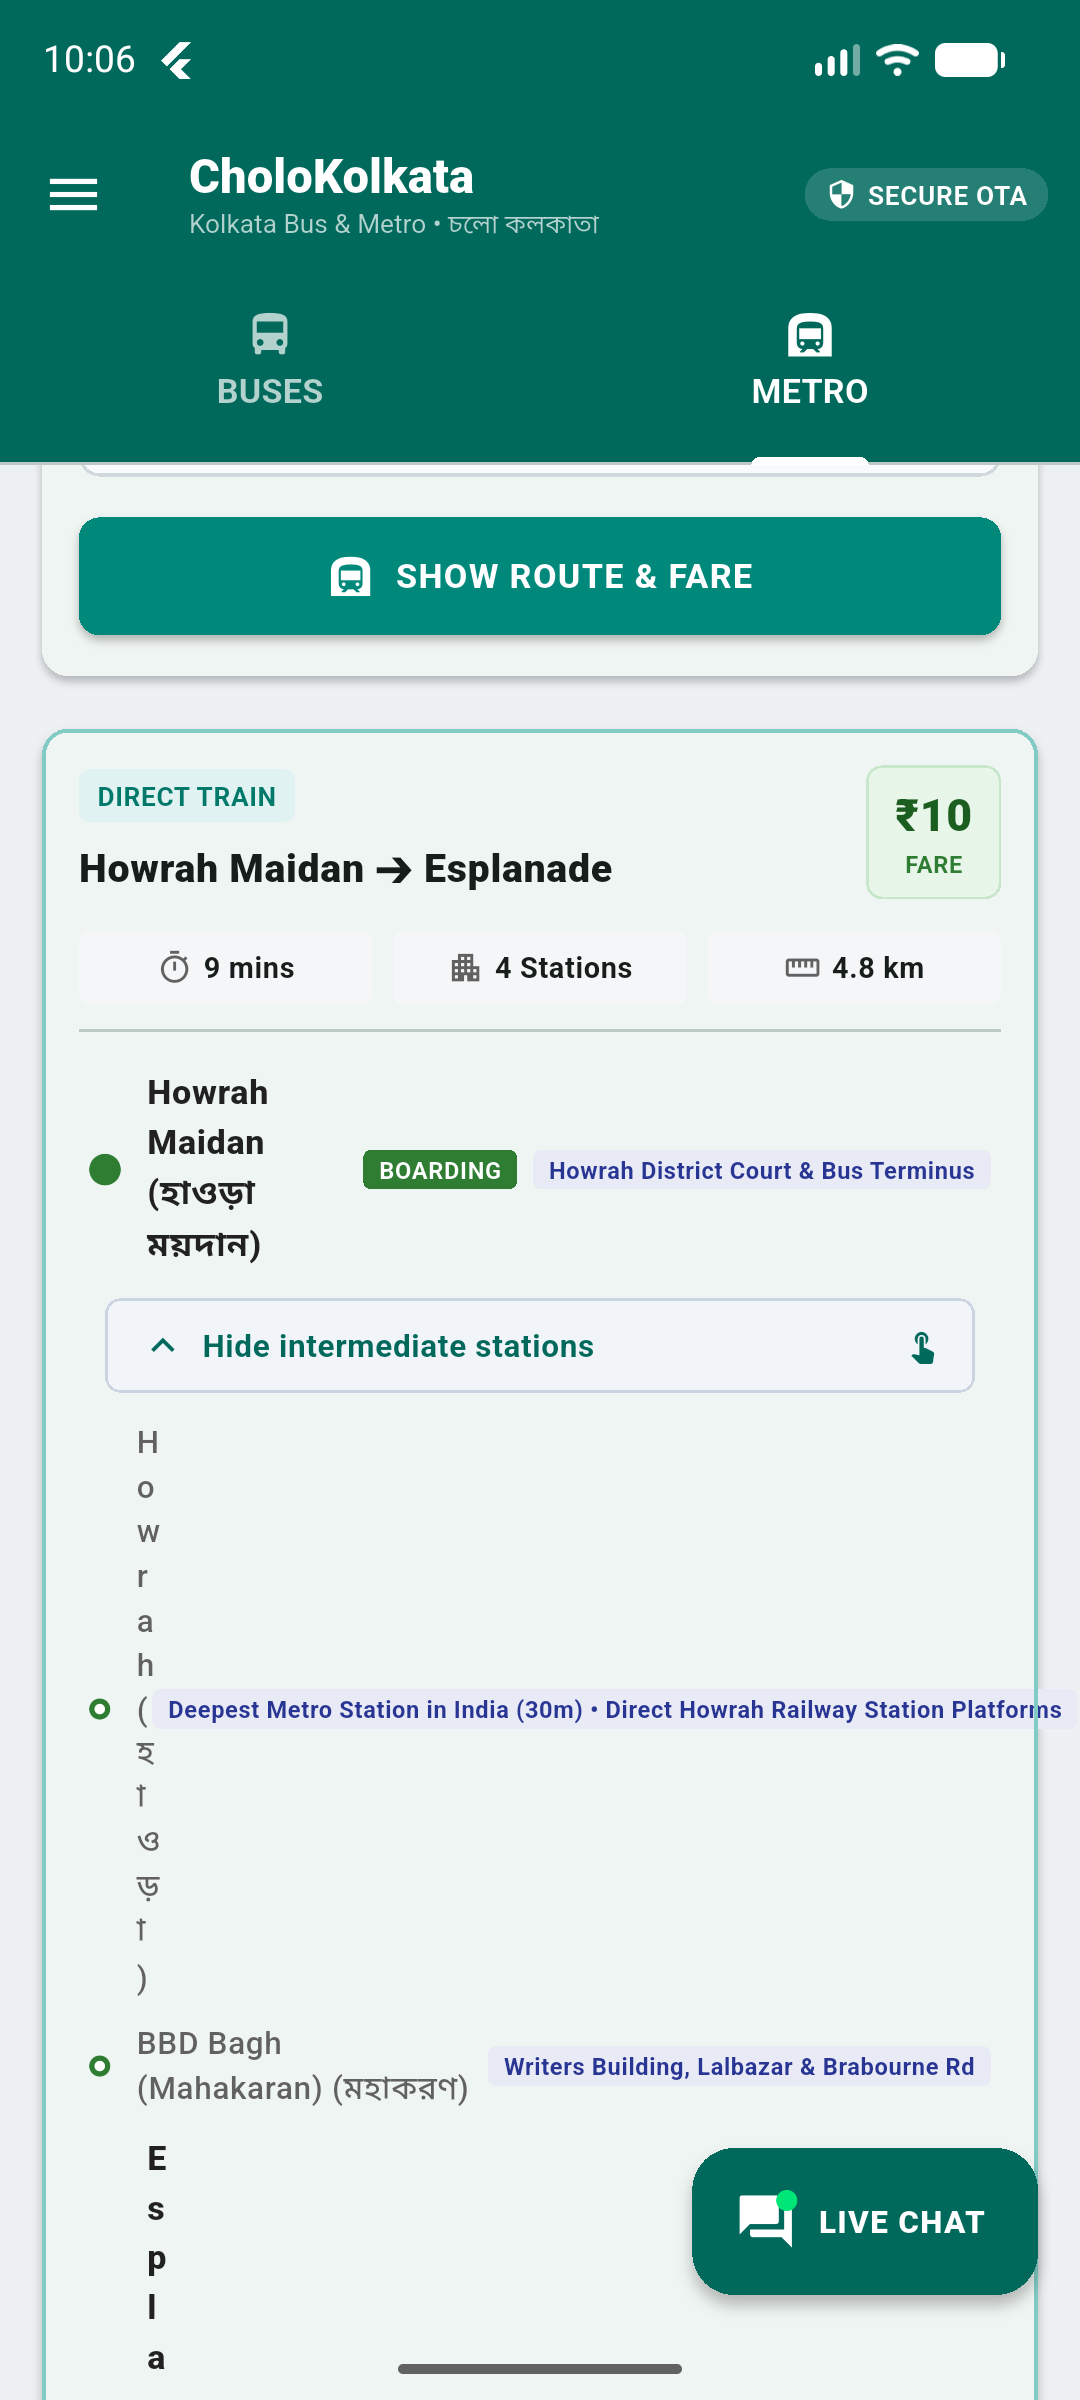 10:06
CholoKolkata
Kolkata Bus & Metro • চলো কলকাতা
SECURE OTA
BUSES
METRO
SHOW ROUTE & FARE
DIRECT TRAIN
₹10
FARE
Howrah Maidan ➔ Esplanade
9 mins
4 Stations
4.8 km
Howrah
Maidan
(হাওড়া
ময়দান)
BOARDING
Howrah District Court & Bus Terminus
Hide intermediate stations
H
o
w
r
a
h
(
হ
া
ও
ড়
া
)
Deepest Metro Station in India (30m) • Direct Howrah Railway Station Platforms
BBD Bagh
(Mahakaran) (মহাকরণ)
Writers Building, Lalbazar & Brabourne Rd
E
s
p
l
a
LIVE CHAT